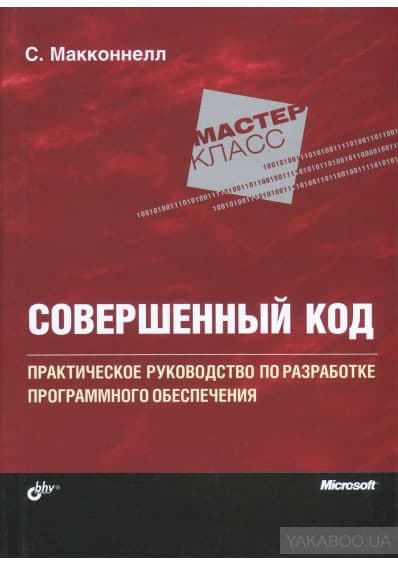 С. Макконнелл
МАСТЕР
КЛАСС
СОВЕРШЕННЫЙ КОД
ПРАКТИЧЕСКОЕ РУКОВОДСТВО ПО РАЗРАБОТКЕ
ПРОГРАММНОГО ОБЕСПЕЧЕНИЯ
bhv®
Microsoft®
YAKABOO.UA